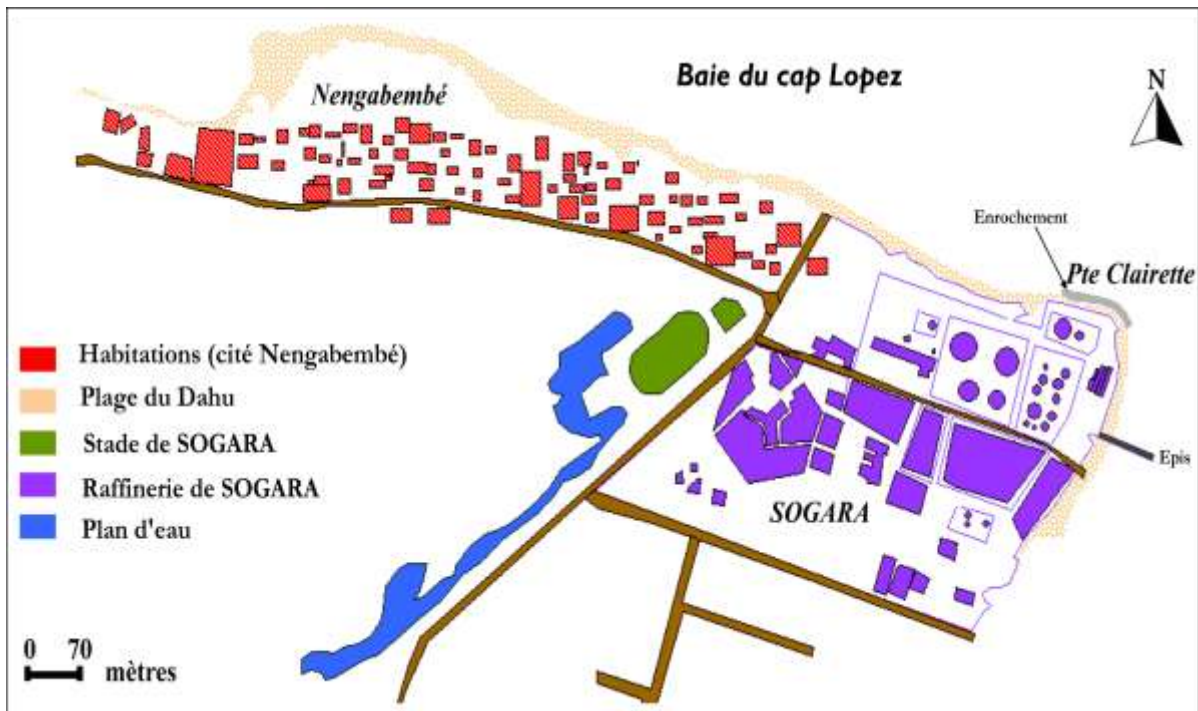 Baie du cap Lopez
Nengabembé
N
Enrochement
Pte Clairette
Habitations (cité Nengabembé)
Plage du Dahu
Stade de SOGARA
Raffinerie de SOGARA
Plan d'eau
Epis
SOGARA
0 70
mètres